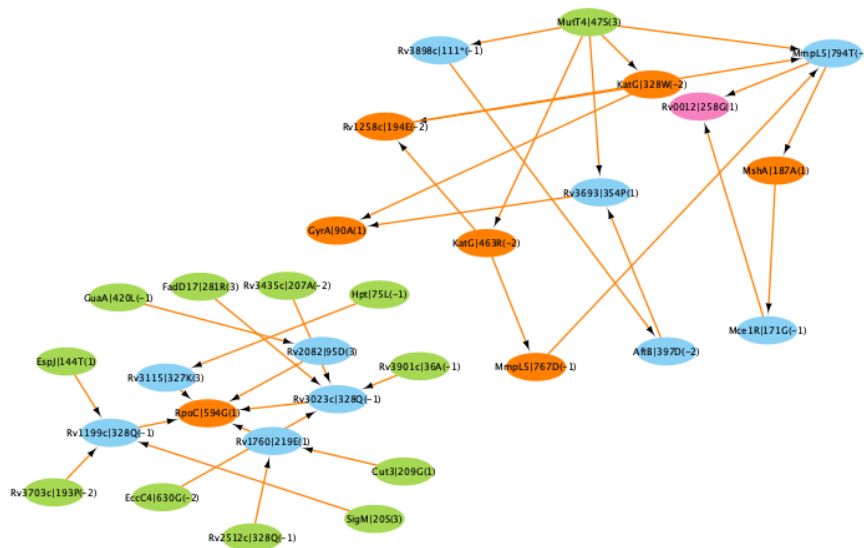 MutT4|47S(3)
Rv3898c|111*(-1)
MmpL5|794T(-
KatG|328W(-2)
Rv0012|258G(1)
Rv1258c|194E(-2)
MshA|187A(1)
Rv3693|354P(1)
GyrA|90A(1)
KatG|463R(-2)
FadD17|281R(3)
Rv3435c|207A(-2)
GuaA|420L(-1)
Hpt|75L(-1)
Mce1R|171G(-1)
Rv2082|95D(3)
AftB|397D(-2)
EspJ|144T(1)
Rv3901c|36A(-1)
MmpL5|767D(-1)
Rv3115|327K(3)
Rv3023c|328Q(-1)
RpoC|594G(1)
Rv1199c|328Q(-1)
Rv1760|219E(1)
Cut3|209G(1)
Rv3703c|193P(-2)
EccC4|630G(-2)
SigM|20S(3)
Rv2512c|328Q(-1)